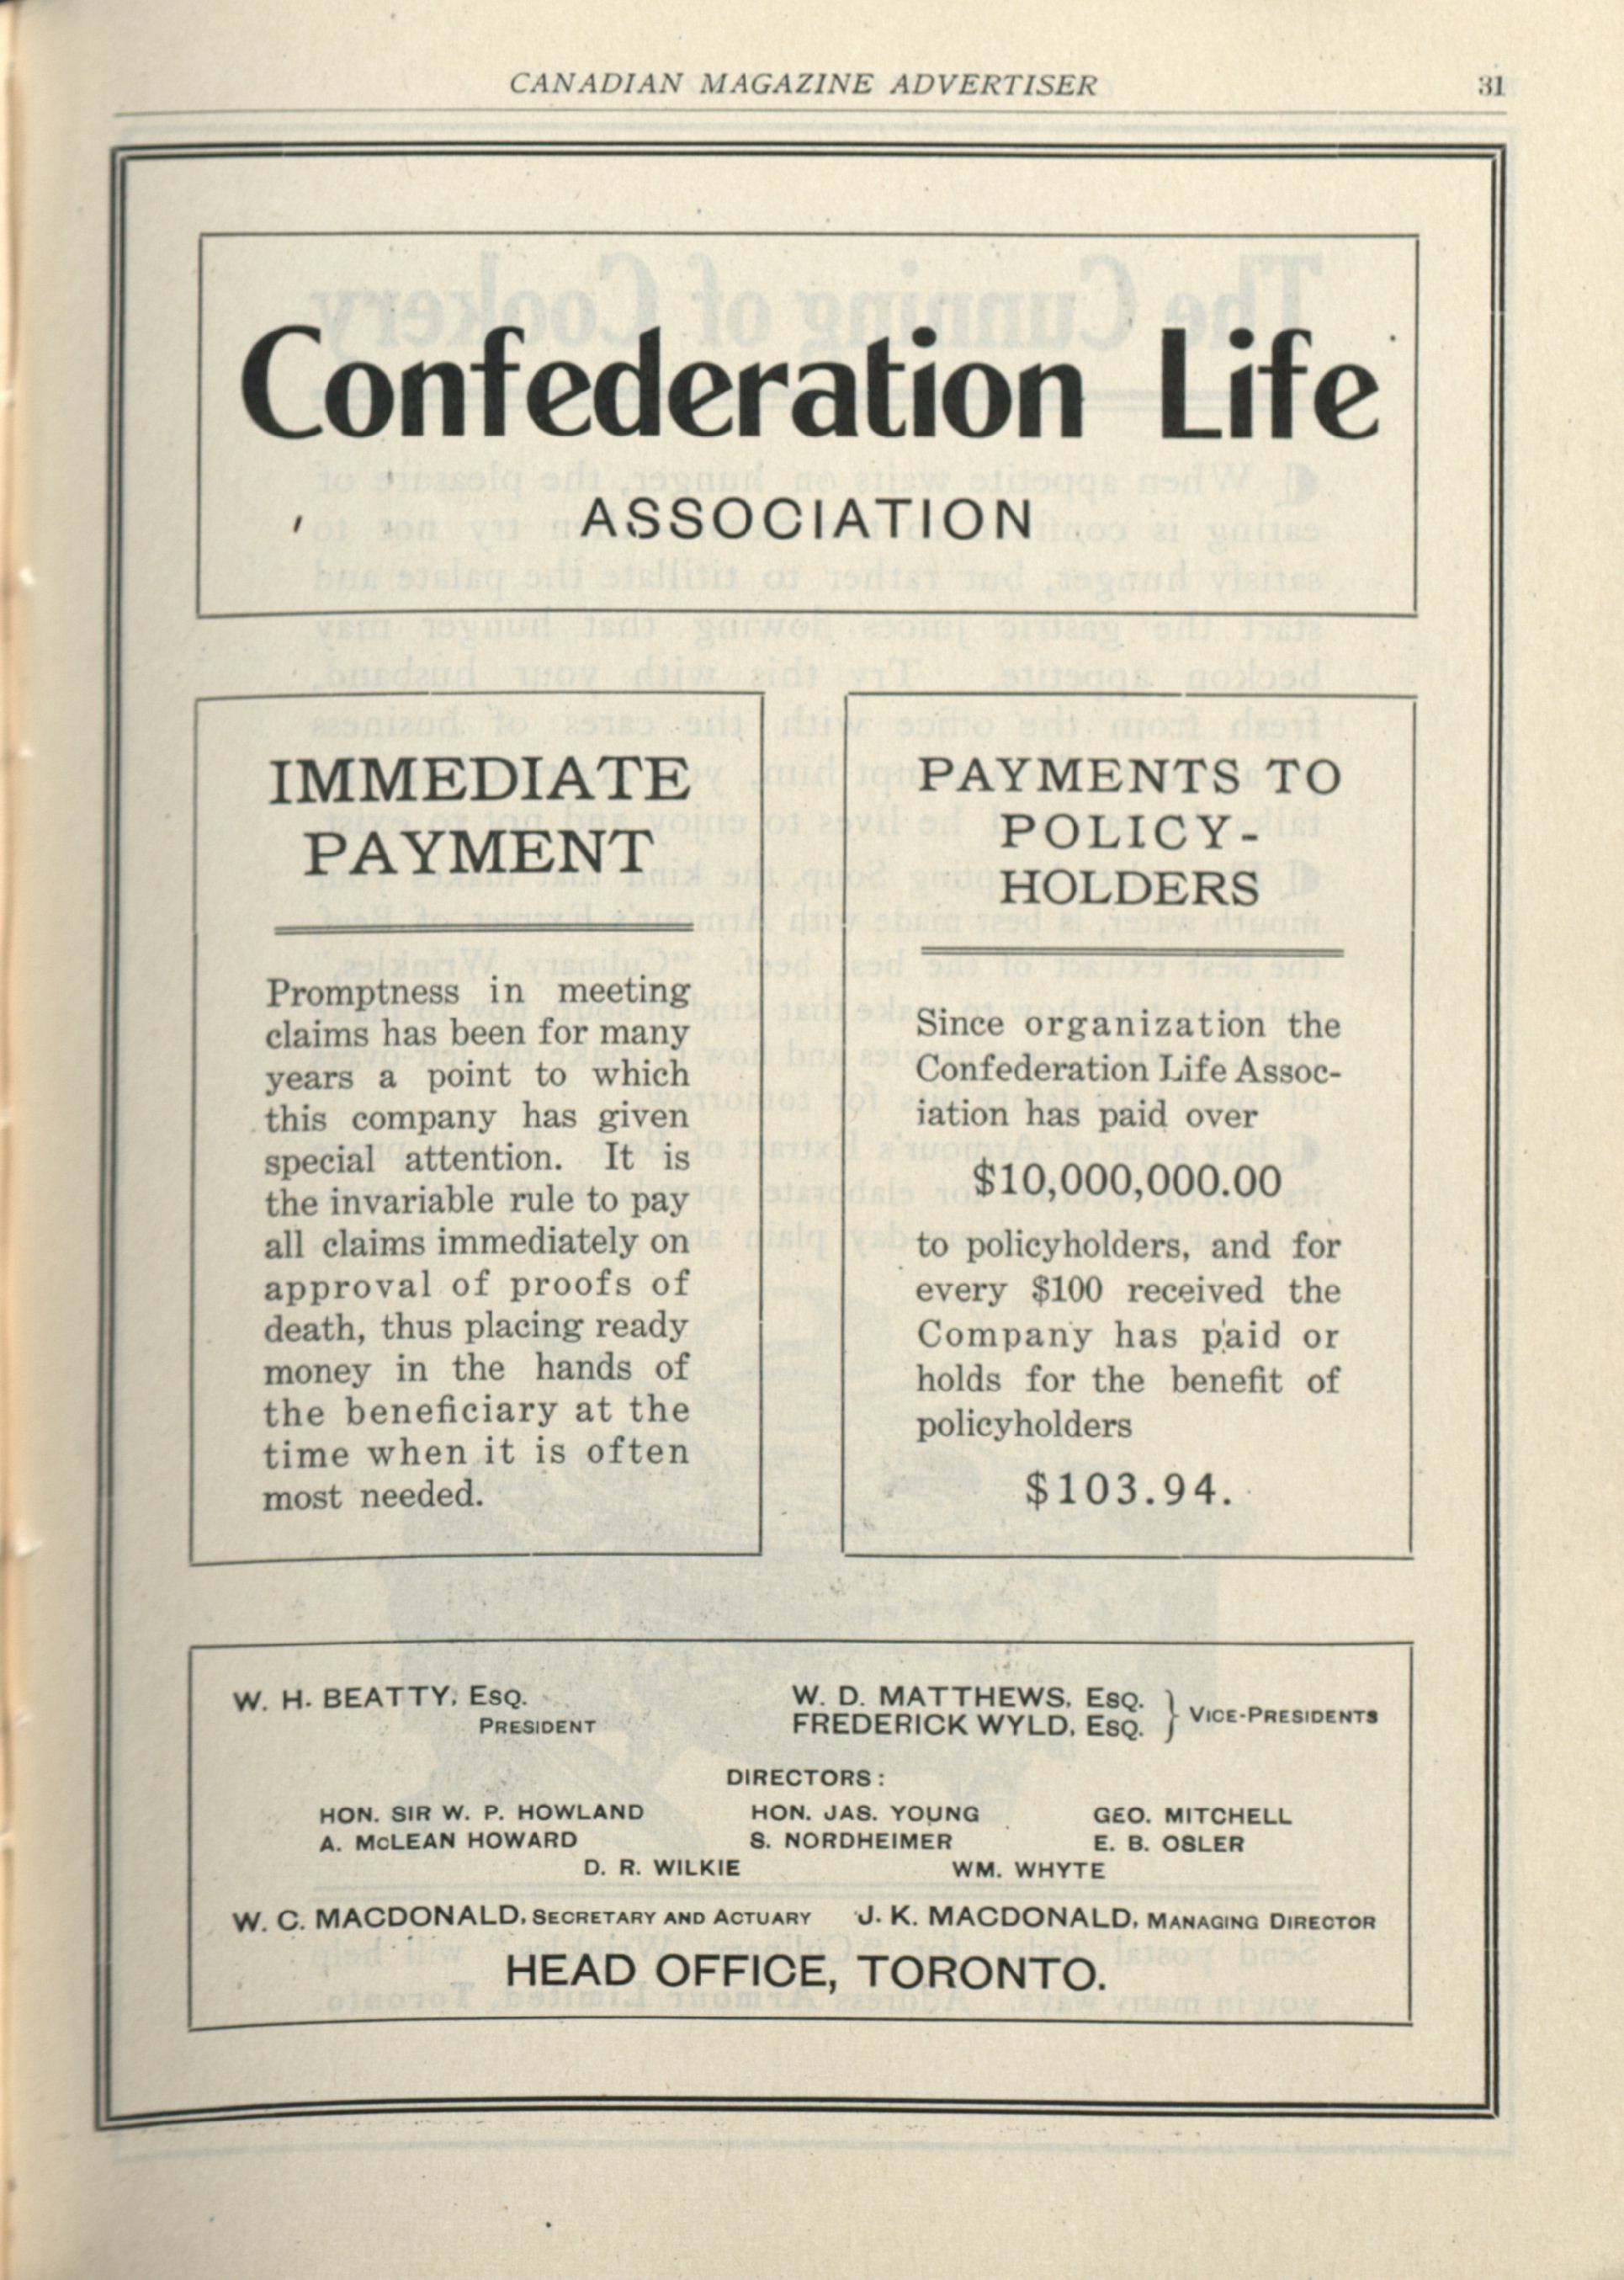 CANADIAN MAGAZINE ADVERTISER 31
Confederation Life
ASSOCIATION
IMMEDIATE
PAYMENT
Promptness in meeting
claims has been for many
years a point to which
this company has given
special attention. It is
the invariable rule to pay
all claims immediately on
approval of proofs of
death, thus placing ready
money in the hands of
the beneficiary at the
time when it is often
most needed.
PAYMENTS TO
POLICY-
HOLDERS
Since organization the
Confederation Life Assoc-
iation has paid over
$10,000,000.00
to policyholders, and for
every $100 received the
Company has paid or
holds for the benefit of
policyholders
$103.94.
W. H. BEATTY, ESQ.
PRESIDENT
W. D. MATTHEWS, ESQ.
FREDERICK WYLD, ESQ.
} VICE-PRESIDENTS
DIRECTORS:
HON. SIR W. P. HOWLAND HON. JAS. YOUNG GEO. MITCHELL
A. McLEAN HOWARD S. NORDHEIMER E. B. OSLER
D. R. WILKIE WM. WHYTE
W. C. MACDONALD, SECRETARY AND ACTUARY J. K. MACDONALD, MANAGING DIRECTOR
HEAD OFFICE, TORONTO.